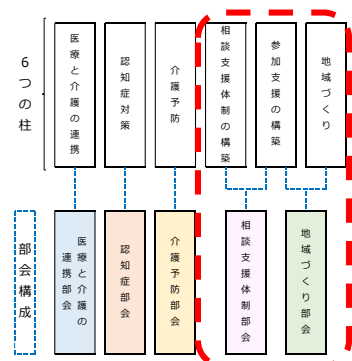 6つの柱
医療と介護の連携
認知症対策
介護予防
相談支援体制の構築
参加支援の構築
地域づくり
部会構成
医療と介護の
連携部会
認知症部会
介護予防部会
相談支援体制部会
地域づくり部会